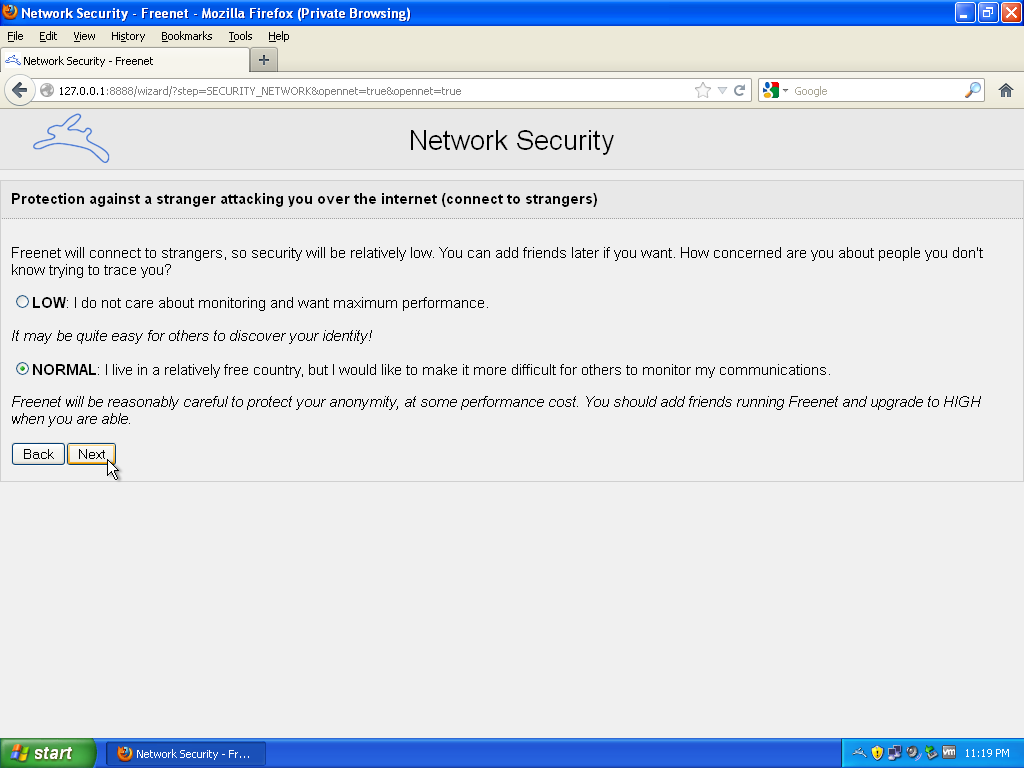 Network Security - Freenet - Mozilla Firefox (Private Browsing)
File Edit View History Bookmarks Tools Help
Network Security - Freenet
127.0.0.1:8888/wizard/?step=SECURITY_NETWORK&opennet=true&opennet=true
Google
Network Security
Protection against a stranger attacking you over the internet (connect to strangers)
Freenet will connect to strangers, so security will be relatively low. You can add friends later if you want. How concerned are you about people you don't
know trying to trace you?
LOW: I do not care about monitoring and want maximum performance.
It may be quite easy for others to discover your identity!
NORMAL: I live in a relatively free country, but I would like to make it more difficult for others to monitor my communications.
Freenet will be reasonably careful to protect your anonymity, at some performance cost. You should add friends running Freenet and upgrade to HIGH
when you are able.
Back Next
start Network Security - Fr... vm 11:19 PM